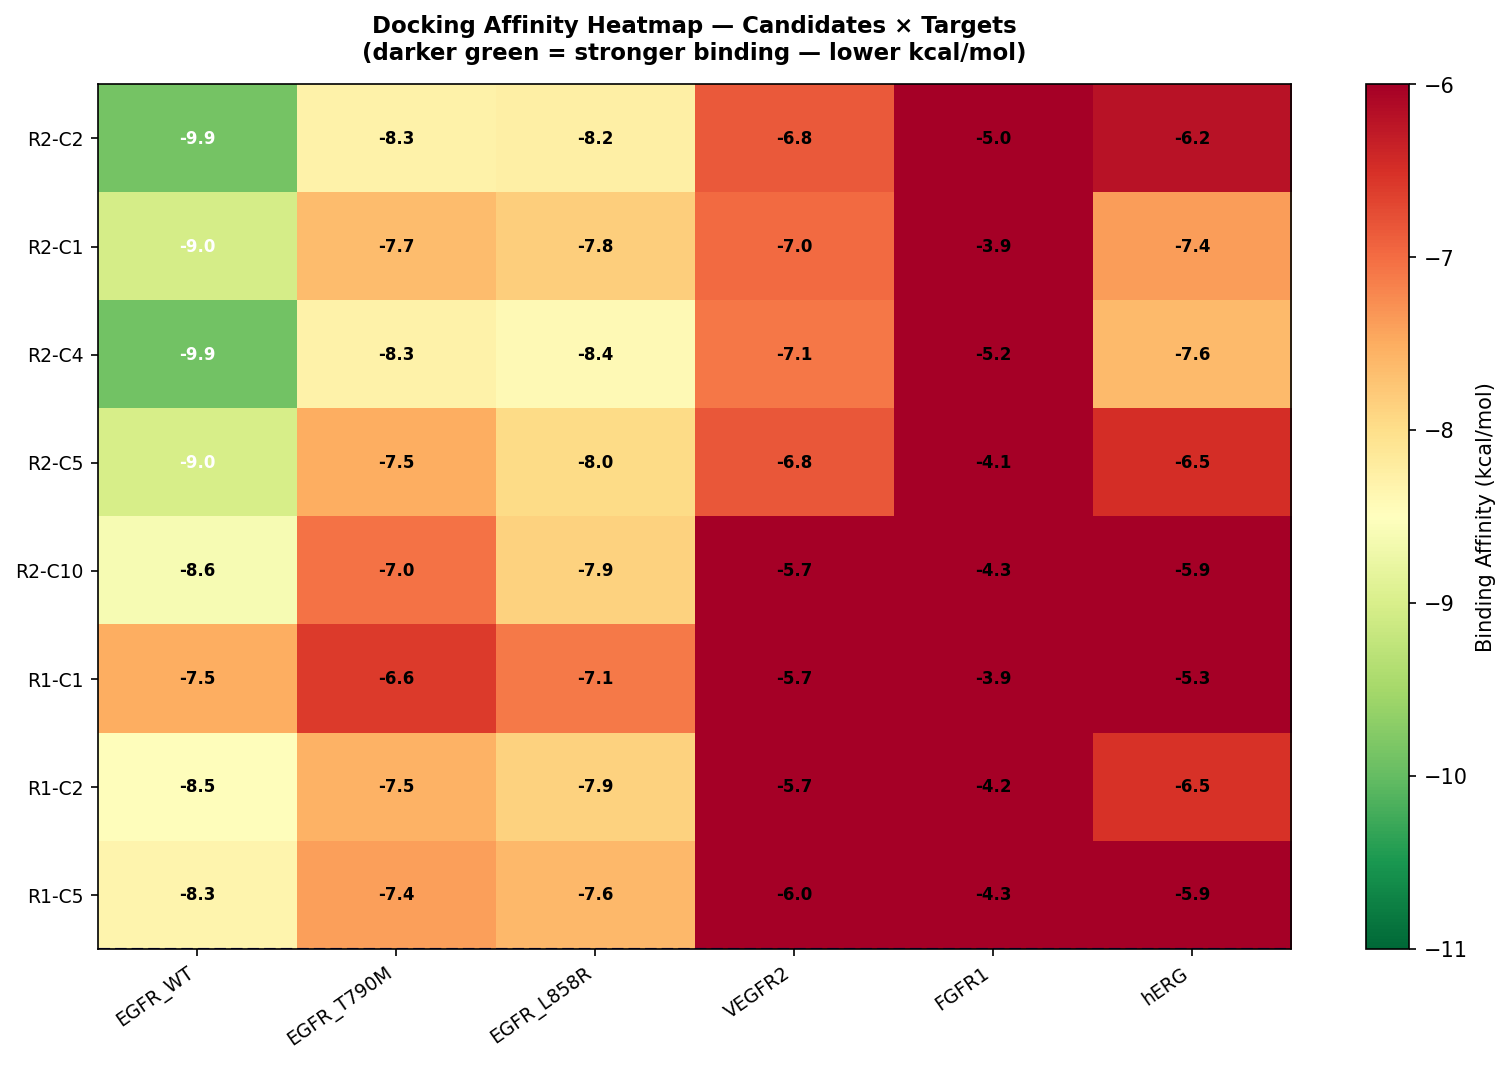 Docking Affinity Heatmap — Candidates × Targets
(darker green = stronger binding — lower kcal/mol)
R2-C2 -9.9 -8.3 -8.2 -6.8 -5.0 -6.2
R2-C1 -9.0 -7.7 -7.8 -7.0 -3.9 -7.4
R2-C4 -9.9 -8.3 -8.4 -7.1 -5.2 -7.6
R2-C5 -9.0 -7.5 -8.0 -6.8 -4.1 -6.5
R2-C10 -8.6 -7.0 -7.9 -5.7 -4.3 -5.9
R1-C1 -7.5 -6.6 -7.1 -5.7 -3.9 -5.3
R1-C2 -8.5 -7.5 -7.9 -5.7 -4.2 -6.5
R1-C5 -8.3 -7.4 -7.6 -6.0 -4.3 -5.9
EGFR_WT EGFR_T790M EGFR_L858R VEGFR2 FGFR1 hERG
−6
−7
−8
−9
−10
−11
Binding Affinity (kcal/mol)